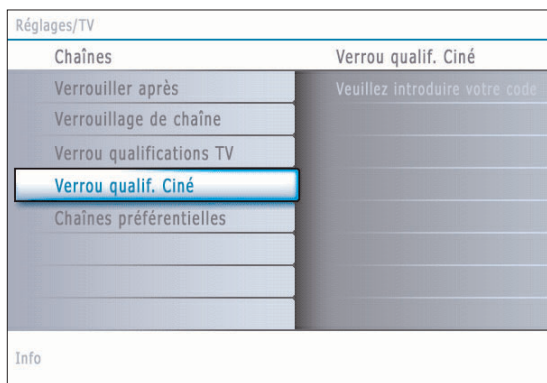 Réglages/TV
Chaînes
Verrou qualif. Ciné
Verrouiller après
Veuillez introduire votre code
Verrouillage de chaîne
Verrou qualifications TV
Verrou qualif. Ciné
Chaînes préférentielles
Info